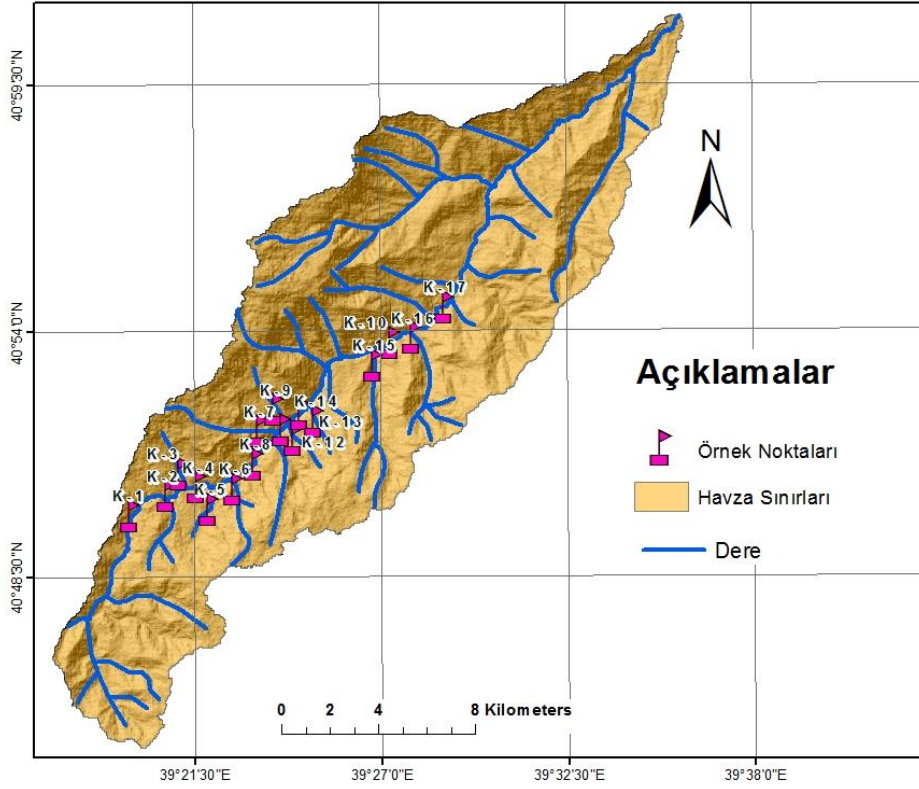 40°59'30"N
N
K -17
K -10
K -16
40°54'0"N
K -15
Açıklamalar
K -9
K -14
K -7
K -13
Örnek Noktaları
K -12
K -8
K -3
K -4
K -6
K -2
K -5
K -1
Havza Sınırları
Dere
40°48'30"N
0 2 4 8 Kilometers
39°21'30"E 39°27'0"E 39°32'30"E 39°38'0"E